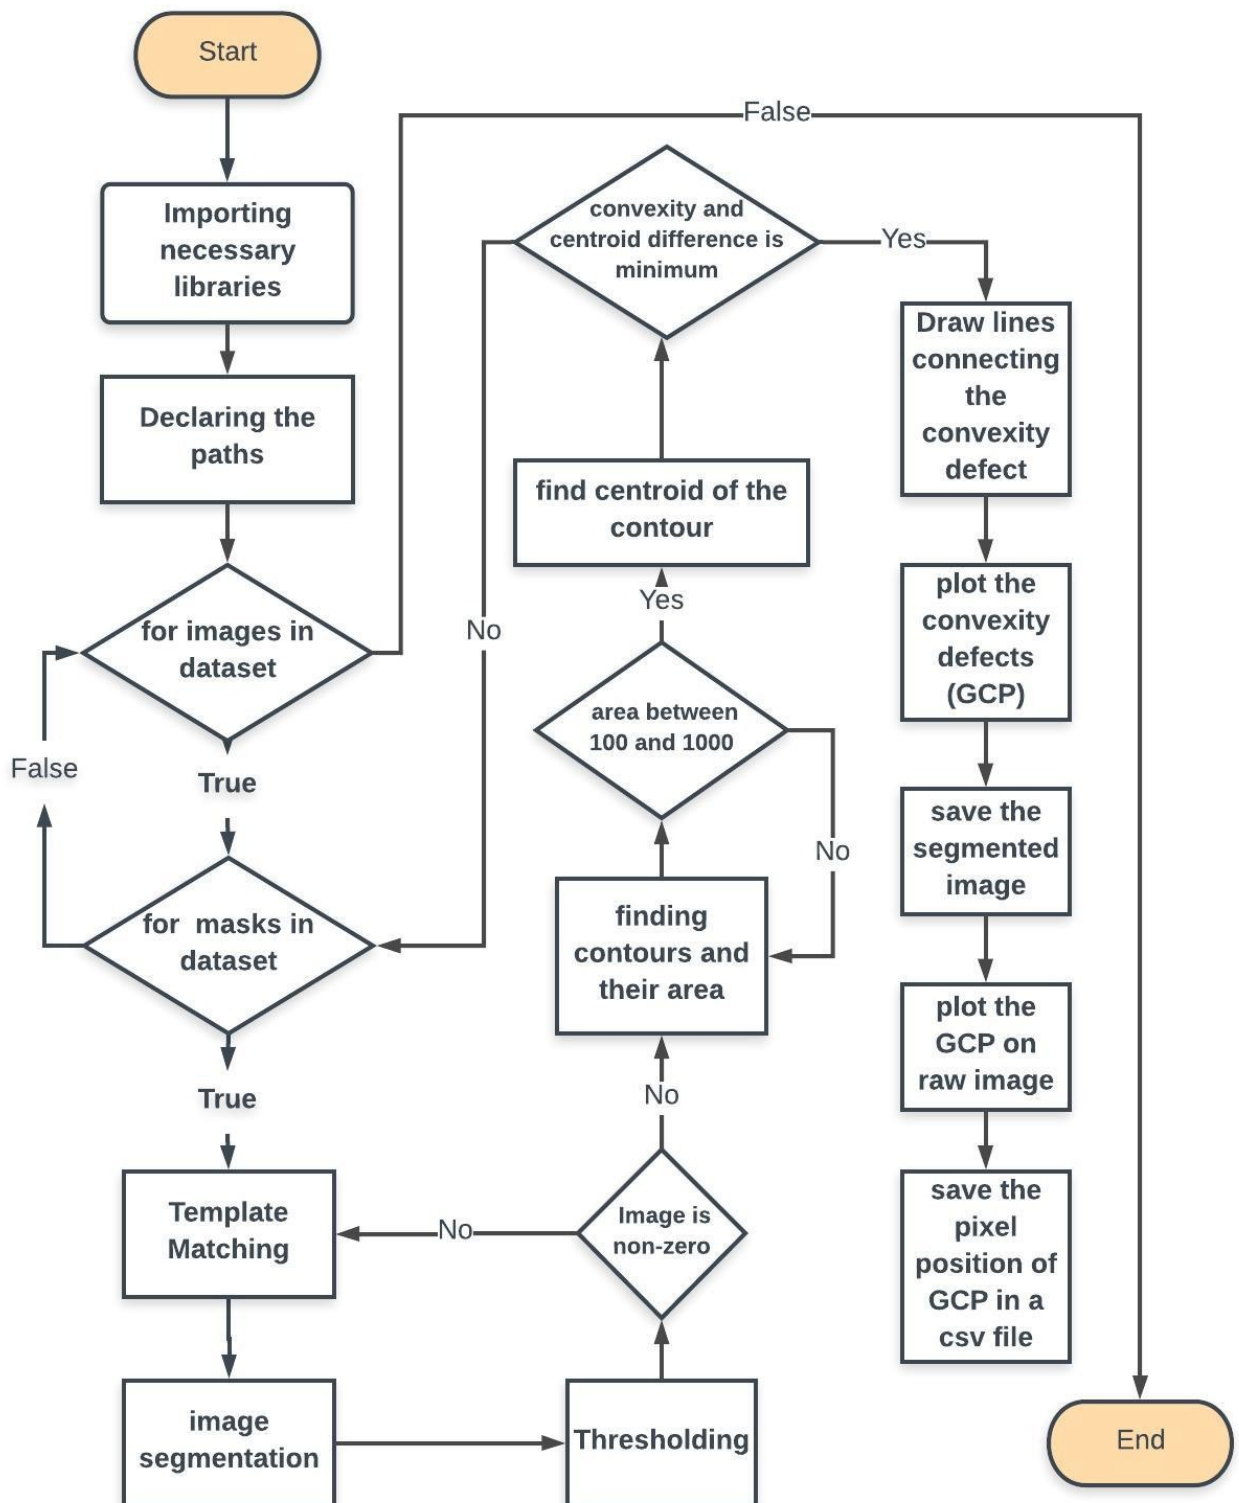 Start
Importing
necessary
libraries
Declaring the
paths
for images in
dataset
False
True
for  masks in
dataset
False
True
Template
Matching
image
segmentation
Thresholding
Image is
non-zero
No
No
finding
contours and
their area
area between
100 and 1000
No
Yes
find centroid of the
contour
convexity and
centroid difference is
minimum
No
Yes
Draw lines
connecting
the
convexity
defect
plot the
convexity
defects
(GCP)
save the
segmented
image
plot the
GCP on
raw image
save the
pixel
position of
GCP in a
csv file
End